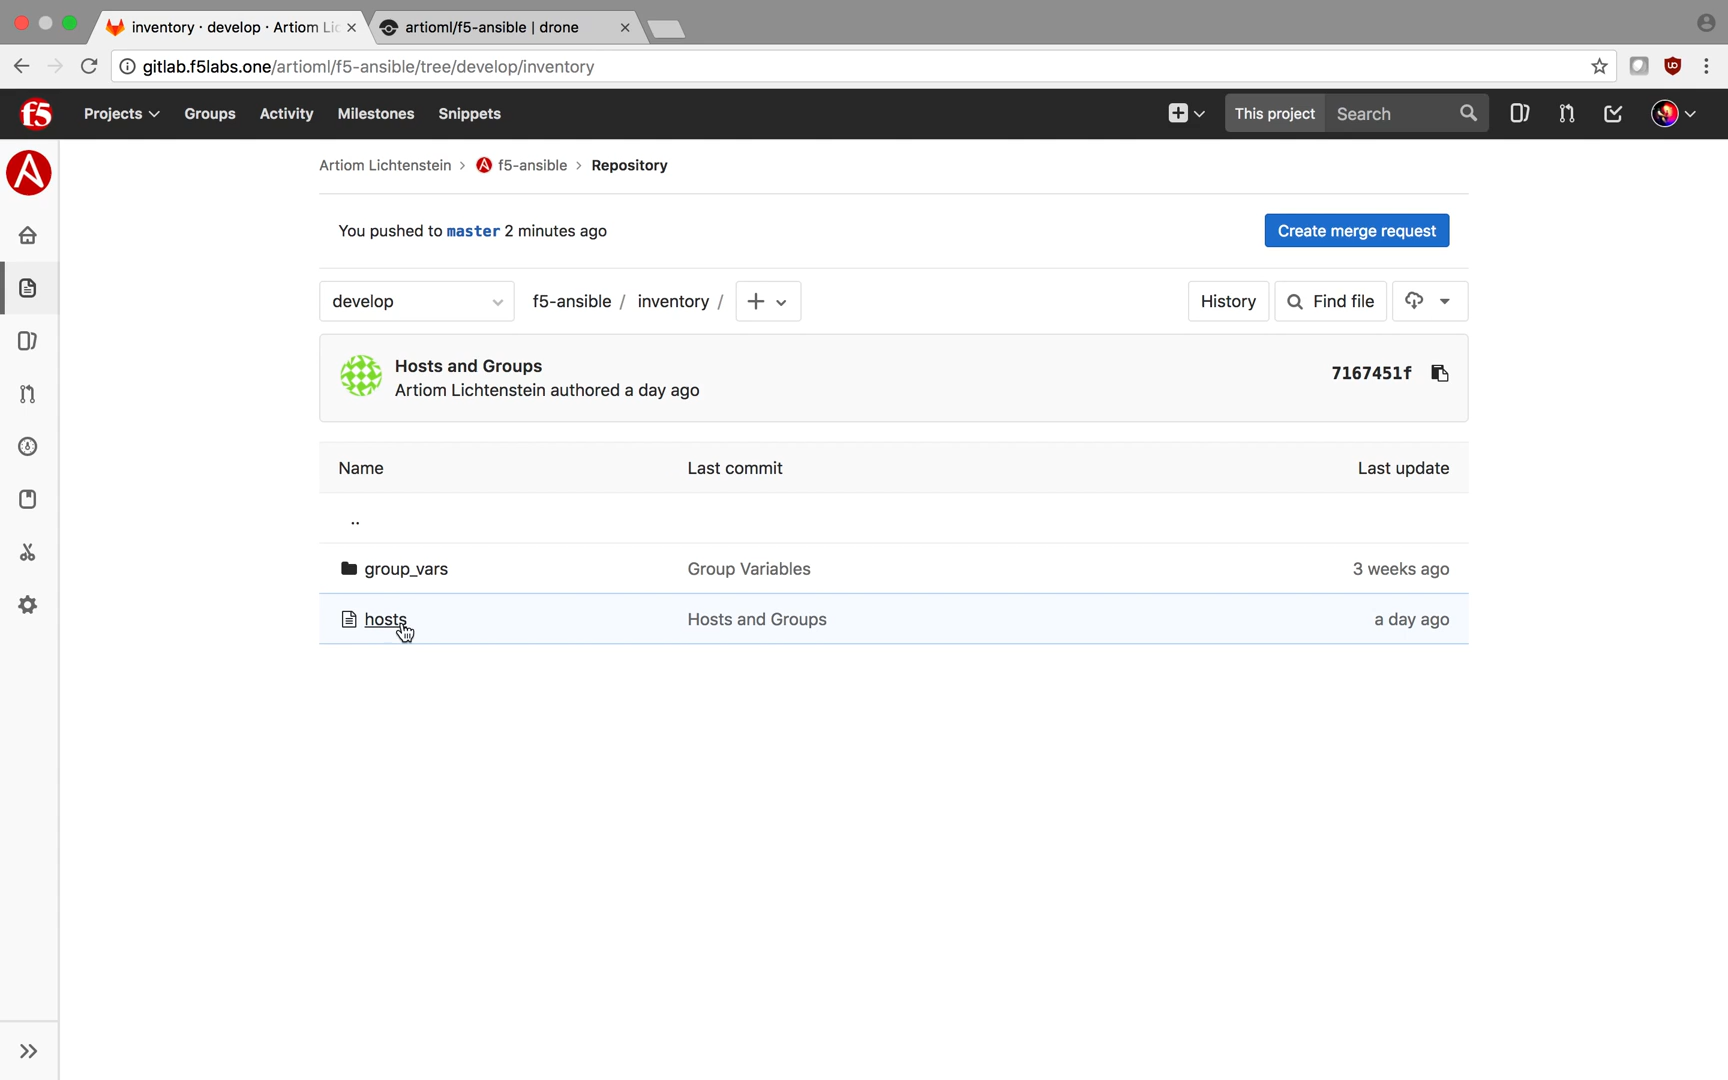 inventory · develop · Artiom Li
artioml/f5-ansible | drone
gitlab.f5labs.one/artioml/f5-ansible/tree/develop/inventory
f5
Projects
Groups
Activity
Milestones
Snippets
This project
Search
Artiom Lichtenstein > f5-ansible > Repository
You pushed to master 2 minutes ago
Create merge request
develop
f5-ansible / inventory /
History
Find file
Hosts and Groups
Artiom Lichtenstein authored a day ago
7167451f
Name
Last commit
Last update
..
group_vars
Group Variables
3 weeks ago
hosts
Hosts and Groups
a day ago